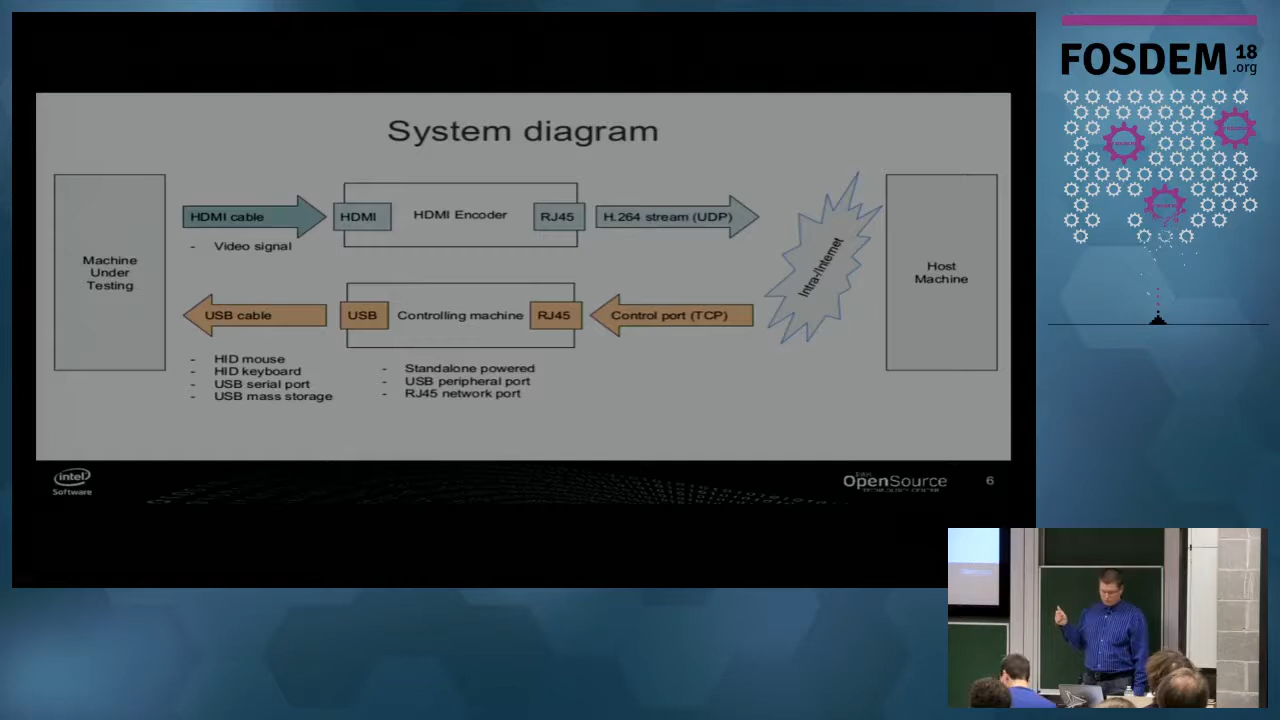 FOSDEM 18
.org
System diagram
HDMI cable
HDMI
HDMI Encoder
RJ45
H.264 stream (UDP)
- Video signal
Machine
Under
Testing
Intra-/Internet
Host
Machine
USB cable
USB
Controlling machine
RJ45
Control port (TCP)
- HID mouse
- HID keyboard
- USB serial port
- USB mass storage
- Standalone powered
- USB peripheral port
- RJ45 network port
intel
Software
OpenSource
TECHNOLOGY CENTER
6